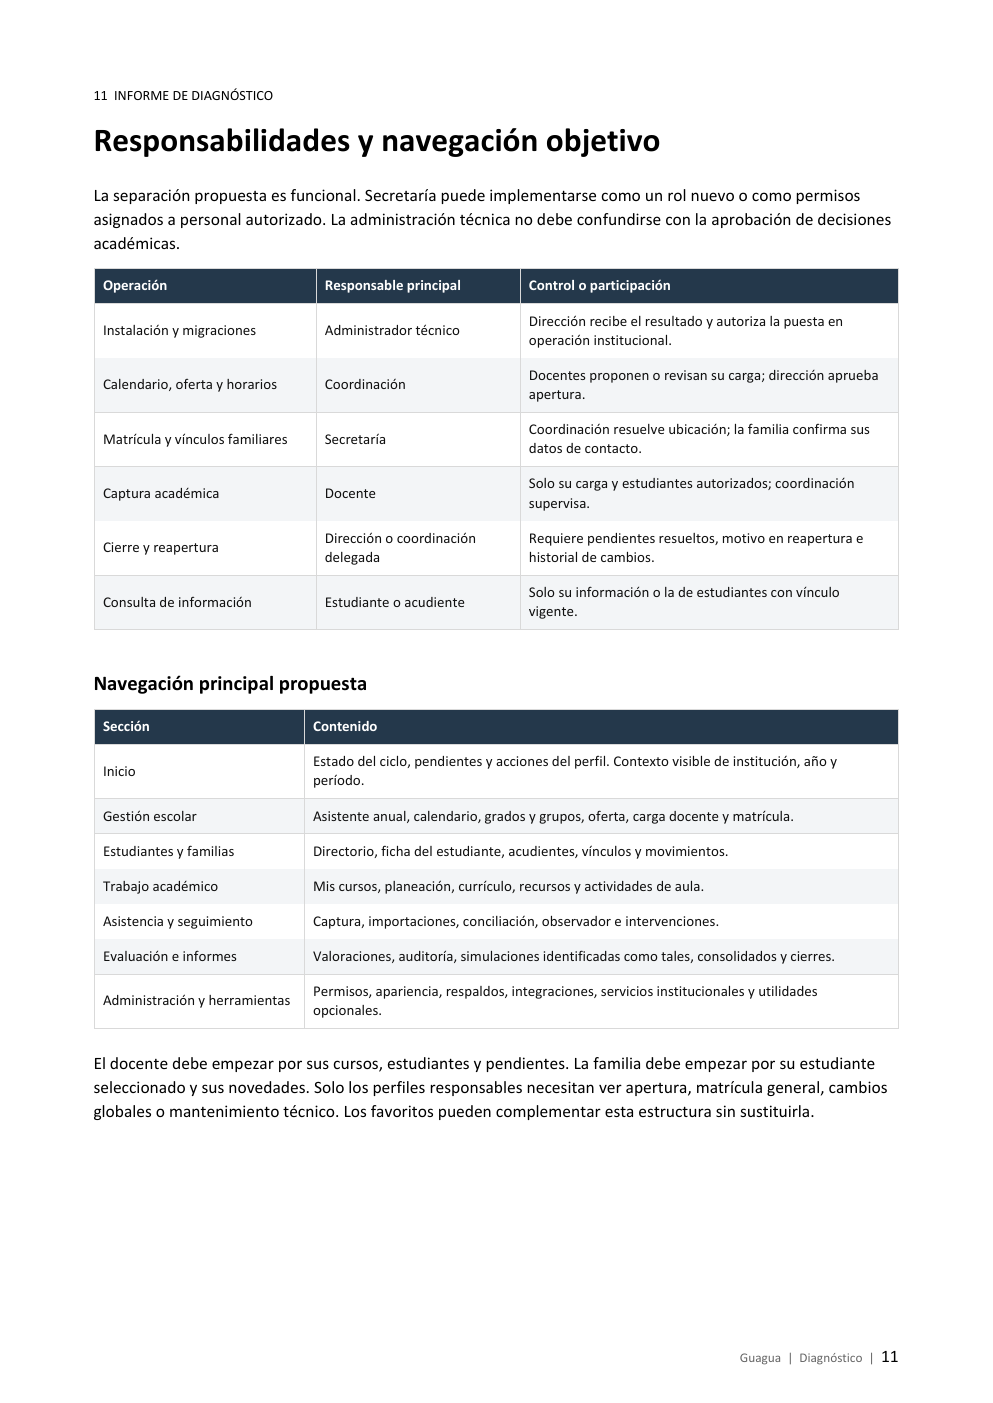 11 INFORME DE DIAGNÓSTICO
Responsabilidades y navegación objetivo
La separación propuesta es funcional. Secretaría puede implementarse como un rol nuevo o como permisos
asignados a personal autorizado. La administración técnica no debe confundirse con la aprobación de decisiones
académicas.
Operación Responsable principal Control o participación
Instalación y migraciones Administrador técnico Dirección recibe el resultado y autoriza la puesta en
operación institucional.
Calendario, oferta y horarios Coordinación Docentes proponen o revisan su carga; dirección aprueba
apertura.
Matrícula y vínculos familiares Secretaría Coordinación resuelve ubicación; la familia confirma sus
datos de contacto.
Captura académica Docente Solo su carga y estudiantes autorizados; coordinación
supervisa.
Cierre y reapertura Dirección o coordinación
delegada Requiere pendientes resueltos, motivo en reapertura e
historial de cambios.
Consulta de información Estudiante o acudiente Solo su información o la de estudiantes con vínculo
vigente.
Navegación principal propuesta
Sección Contenido
Inicio Estado del ciclo, pendientes y acciones del perfil. Contexto visible de institución, año y
período.
Gestión escolar Asistente anual, calendario, grados y grupos, oferta, carga docente y matrícula.
Estudiantes y familias Directorio, ficha del estudiante, acudientes, vínculos y movimientos.
Trabajo académico Mis cursos, planeación, currículo, recursos y actividades de aula.
Asistencia y seguimiento Captura, importaciones, conciliación, observador e intervenciones.
Evaluación e informes Valoraciones, auditoría, simulaciones identificadas como tales, consolidados y cierres.
Administración y herramientas Permisos, apariencia, respaldos, integraciones, servicios institucionales y utilidades
opcionales.
El docente debe empezar por sus cursos, estudiantes y pendientes. La familia debe empezar por su estudiante
seleccionado y sus novedades. Solo los perfiles responsables necesitan ver apertura, matrícula general, cambios
globales o mantenimiento técnico. Los favoritos pueden complementar esta estructura sin sustituirla.
Guagua | Diagnóstico | 11